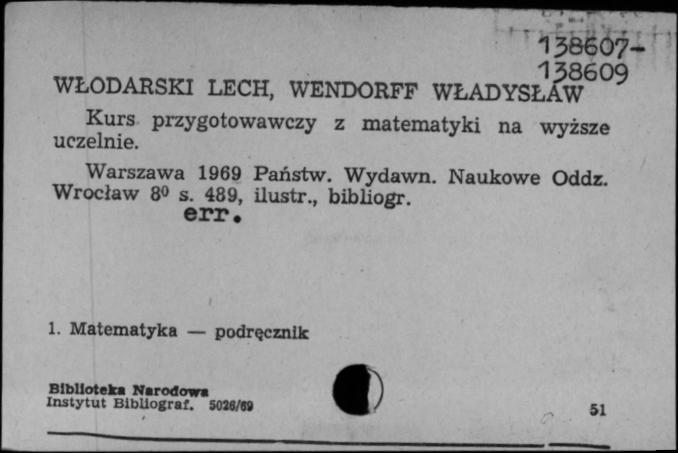 138607-
138609
WŁODARSKI LECH, WENDORFF WŁADYSŁAW
Kurs przygotowawczy z matematyki na wyższe
uczelnie.
Warszawa 1969 Państw. Wydawn. Naukowe Oddz.
Wrocław 8⁰ s. 489, ilustr., bibliogr.
err.
1. Matematyka — podręcznik
Biblioteka Narodowa
Instytut Bibliograf. 5026/69
51